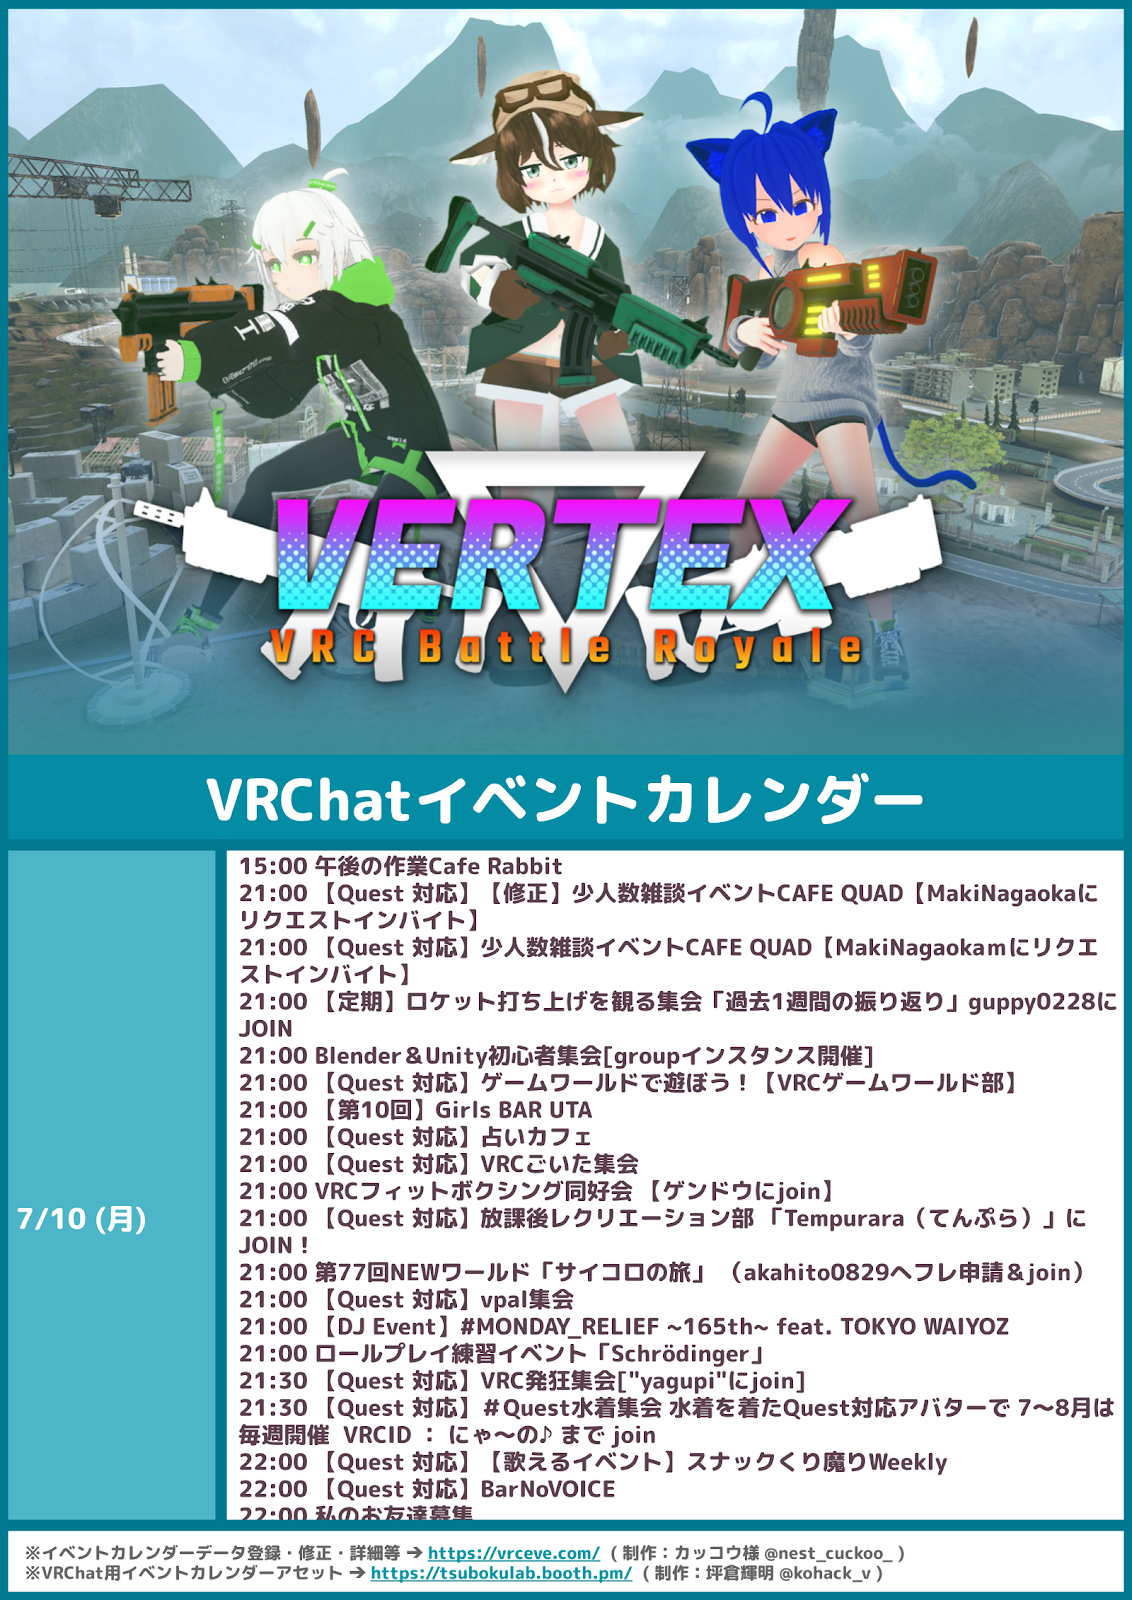 VERTEX
VRC Battle Royale
VRChatイベントカレンダー
7/10 (月)
15:00 午後の作業Cafe Rabbit
21:00 【Quest 対応】【修正】少人数雑談イベントCAFE QUAD【MakiNagaokaに
リクエストインバイト】
21:00 【Quest 対応】少人数雑談イベントCAFE QUAD【MakiNagaokamにリクエ
ストインバイト】
21:00 【定期】ロケット打ち上げを観る集会「過去1週間の振り返り」guppy0228に
JOIN
21:00 Blender＆Unity初心者集会[groupインスタンス開催]
21:00 【Quest 対応】ゲームワールドで遊ぼう！【VRCゲームワールド部】
21:00 【第10回】Girls BAR UTA
21:00 【Quest 対応】占いカフェ
21:00 【Quest 対応】VRCごいた集会
21:00 VRCフィットボクシング同好会 【ゲンドウにjoin】
21:00 【Quest 対応】放課後レクリエーション部 「Tempurara（てんぷら）」に
JOIN！
21:00 第77回NEWワールド「サイコロの旅」 （akahito0829へフレ申請＆join）
21:00 【Quest 対応】vpal集会
21:00 【DJ Event】#MONDAY_RELIEF ~165th~ feat. TOKYO WAIYOZ
21:00 ロールプレイ練習イベント「Schrödinger」
21:30 【Quest 対応】VRC発狂集会["yagupi"にjoin]
21:30 【Quest 対応】＃Quest水着集会 水着を着たQuest対応アバターで 7〜8月は
毎週開催 VRCID ： にゃ〜の♪ まで join
22:00 【Quest 対応】【歌えるイベント】スナックくり魔りWeekly
22:00 【Quest 対応】BarNoVOICE
22:00 私のお友達募集
※イベントカレンダーデータ登録・修正・詳細等 ➔ https://vrceve.com/ （制作：カッコウ様 @nest_cuckoo_ ）
※VRChat用イベントカレンダーアセット ➔ https://tsubokulab.booth.pm/ （制作：坪倉輝明 @kohack_v ）